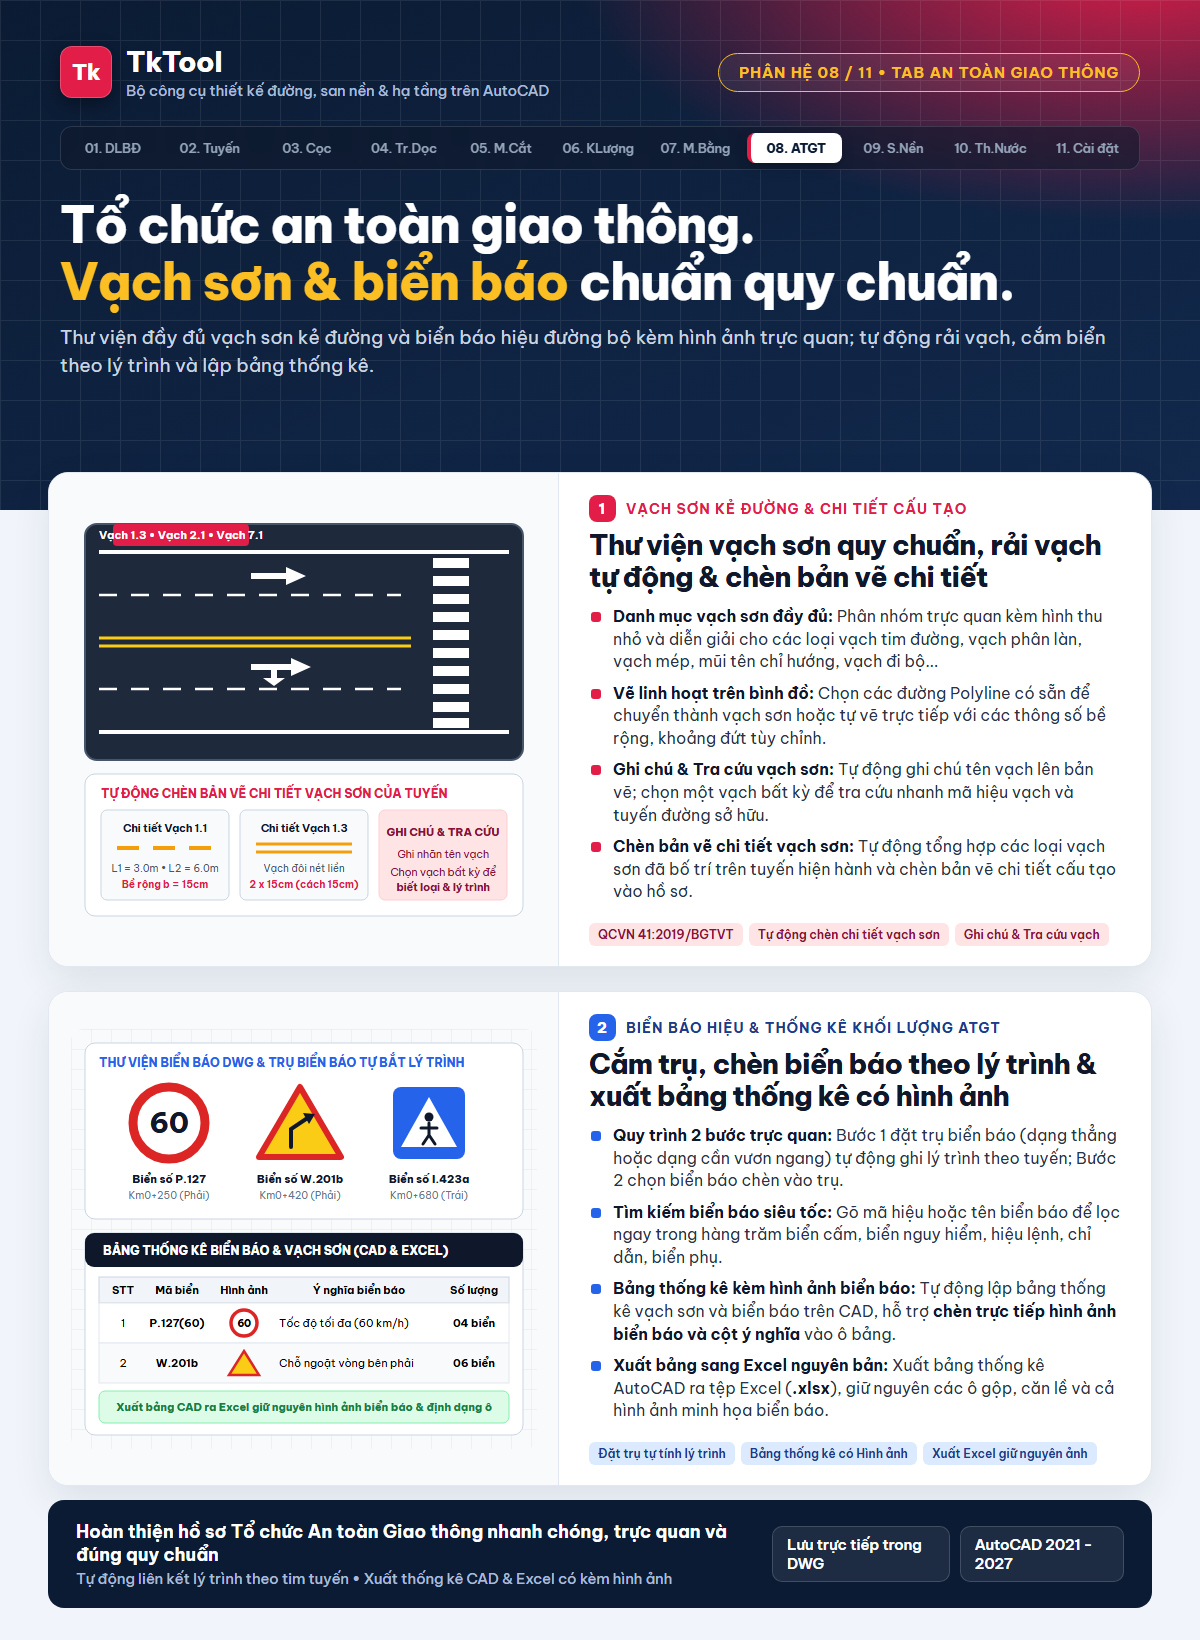 Tk
TkTool
Bộ công cụ thiết kế đường, san nền & hạ tầng trên AutoCAD
PHÂN HỆ 08 / 11 • TAB AN TOÀN GIAO THÔNG
01. DLBĐ
02. Tuyến
03. Cọc
04. Tr.Dọc
05. M.Cắt
06. KLượng
07. M.Bằng
08. ATGT
09. S.Nền
10. Th.Nước
11. Cài đặt
Tổ chức an toàn giao thông.
Vạch sơn & biển báo chuẩn quy chuẩn.
Thư viện đầy đủ vạch sơn kẻ đường và biển báo hiệu đường bộ kèm hình ảnh trực quan; tự động rải vạch, cắm biển
theo lý trình và lập bảng thống kê.
Vạch 1.3 • Vạch 2.1 • Vạch 7.1
TỰ ĐỘNG CHÈN BẢN VẼ CHI TIẾT VẠCH SƠN CỦA TUYẾN
Chi tiết Vạch 1.1
L1 = 3.0m • L2 = 6.0m
Bề rộng b = 15cm
Chi tiết Vạch 1.3
Vạch đôi nét liền
2 x 15cm (cách 15cm)
GHI CHÚ & TRA CỨU
Ghi nhãn tên vạch
Chọn vạch bất kỳ để
biết loại & lý trình
1
VẠCH SƠN KẺ ĐƯỜNG & CHI TIẾT CẤU TẠO
Thư viện vạch sơn quy chuẩn, rải vạch
tự động & chèn bản vẽ chi tiết
Danh mục vạch sơn đầy đủ: Phân nhóm trực quan kèm hình thu
nhỏ và diễn giải cho các loại vạch tim đường, vạch phân làn,
vạch mép, mũi tên chỉ hướng, vạch đi bộ...
Vẽ linh hoạt trên bình đồ: Chọn các đường Polyline có sẵn để
chuyển thành vạch sơn hoặc tự vẽ trực tiếp với các thông số bề
rộng, khoảng đứt tùy chỉnh.
Ghi chú & Tra cứu vạch sơn: Tự động ghi chú tên vạch lên bản
vẽ; chọn một vạch bất kỳ để tra cứu nhanh mã hiệu vạch và
tuyến đường sở hữu.
Chèn bản vẽ chi tiết vạch sơn: Tự động tổng hợp các loại vạch
sơn đã bố trí trên tuyến hiện hành và chèn bản vẽ chi tiết cấu tạo
vào hồ sơ.
QCVN 41:2019/BGTVT
Tự động chèn chi tiết vạch sơn
Ghi chú & Tra cứu vạch
THƯ VIỆN BIỂN BÁO DWG & TRỤ BIỂN BÁO TỰ BẮT LÝ TRÌNH
60
Biển số P.127
Km0+250 (Phải)
Biển số W.201b
Km0+420 (Phải)
Biển số I.423a
Km0+680 (Trái)
BẢNG THỐNG KÊ BIỂN BÁO & VẠCH SƠN (CAD & EXCEL)
STT Mã biển Hình ảnh Ý nghĩa biển báo Số lượng
1 P.127(60) 60 Tốc độ tối đa (60 km/h) 04 biển
2 W.201b Chỗ ngoặt vòng bên phải 06 biển
Xuất bảng CAD ra Excel giữ nguyên hình ảnh biển báo & định dạng ô
2
BIỂN BÁO HIỆU & THỐNG KÊ KHỐI LƯỢNG ATGT
Cắm trụ, chèn biển báo theo lý trình &
xuất bảng thống kê có hình ảnh
Quy trình 2 bước trực quan: Bước 1 đặt trụ biển báo (dạng thẳng
hoặc dạng cần vươn ngang) tự động ghi lý trình theo tuyến; Bước
2 chọn biển báo chèn vào trụ.
Tìm kiếm biển báo siêu tốc: Gõ mã hiệu hoặc tên biển báo để lọc
ngay trong hàng trăm biển cấm, biển nguy hiểm, hiệu lệnh, chỉ
dẫn, biển phụ.
Bảng thống kê kèm hình ảnh biển báo: Tự động lập bảng thống
kê vạch sơn và biển báo trên CAD, hỗ trợ chèn trực tiếp hình ảnh
biển báo và cột ý nghĩa vào ô bảng.
Xuất bảng sang Excel nguyên bản: Xuất bảng thống kê
AutoCAD ra tệp Excel (.xlsx), giữ nguyên các ô gộp, căn lề và cả
hình ảnh minh họa biển báo.
Đặt trụ tự tính lý trình
Bảng thống kê có Hình ảnh
Xuất Excel giữ nguyên ảnh
Hoàn thiện hồ sơ Tổ chức An toàn Giao thông nhanh chóng, trực quan và
đúng quy chuẩn
Tự động liên kết lý trình theo tim tuyến • Xuất thống kê CAD & Excel có kèm hình ảnh
Lưu trực tiếp trong
DWG
AutoCAD 2021 -
2027